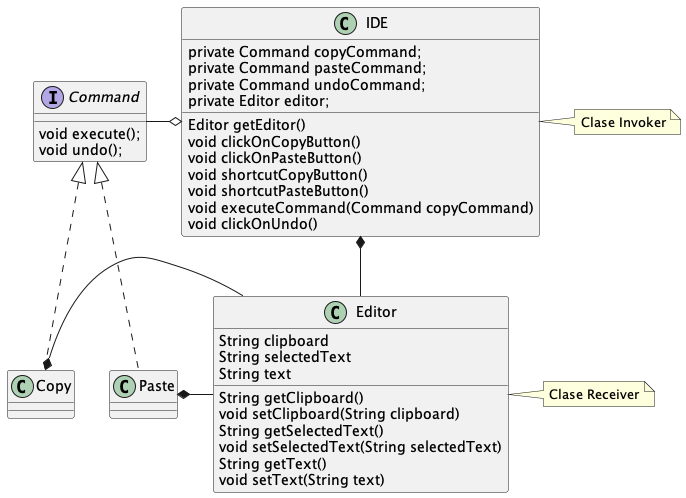 C IDE
private Command copyCommand;
private Command pasteCommand;
private Command undoCommand;
private Editor editor;
Editor getEditor()
void clickOnCopyButton()
void clickOnPasteButton()
void shortcutCopyButton()
void shortcutPasteButton()
void executeCommand(Command copyCommand)
void clickOnUndo()
Clase Invoker
I Command
void execute();
void undo();
C Copy
C Paste
C Editor
String clipboard
String selectedText
String text
String getClipboard()
void setClipboard(String clipboard)
String getSelectedText()
void setSelectedText(String selectedText)
String getText()
void setText(String text)
Clase Receiver